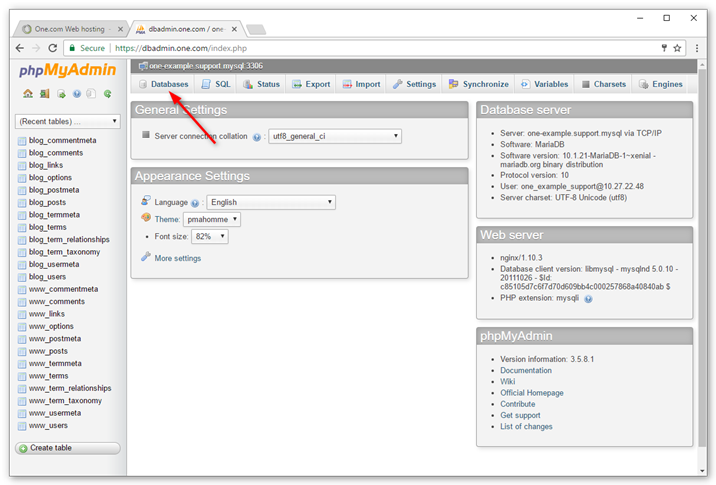 One.com Web hosting -
dbadmin.one.com / one-
Secure
https://dbadmin.one.com/index.php
phpMyAdmin
(Recent tables) ...
blog_commentmeta
blog_comments
blog_links
blog_options
blog_postmeta
blog_posts
blog_termmeta
blog_terms
blog_term_relationships
blog_term_taxonomy
blog_usermeta
blog_users
www_commentmeta
www_comments
www_links
www_options
www_postmeta
www_posts
www_termmeta
www_terms
www_term_relationships
www_term_taxonomy
www_usermeta
www_users
Create table
one-example.support.mysql:3306
Databases
SQL
Status
Export
Import
Settings
Synchronize
Variables
Charsets
Engines
General Settings
Server connection collation : utf8_general_ci
Appearance Settings
Language : English
Theme: pmahomme
Font size: 82%
More settings
Database server
Server: one-example.support.mysql via TCP/IP
Software: MariaDB
Software version: 10.1.21-MariaDB-1~xenial -
mariadb.org binary distribution
Protocol version: 10
User: one_example_support@10.27.22.48
Server charset: UTF-8 Unicode (utf8)
Web server
nginx/1.10.3
Database client version: libmysql - mysqlnd 5.0.10 -
20111026 - $Id:
c85105d7c6f7d70d609bb4c000257868a40840ab $
PHP extension: mysqli
phpMyAdmin
Version information: 3.5.8.1
Documentation
Wiki
Official Homepage
Contribute
Get support
List of changes